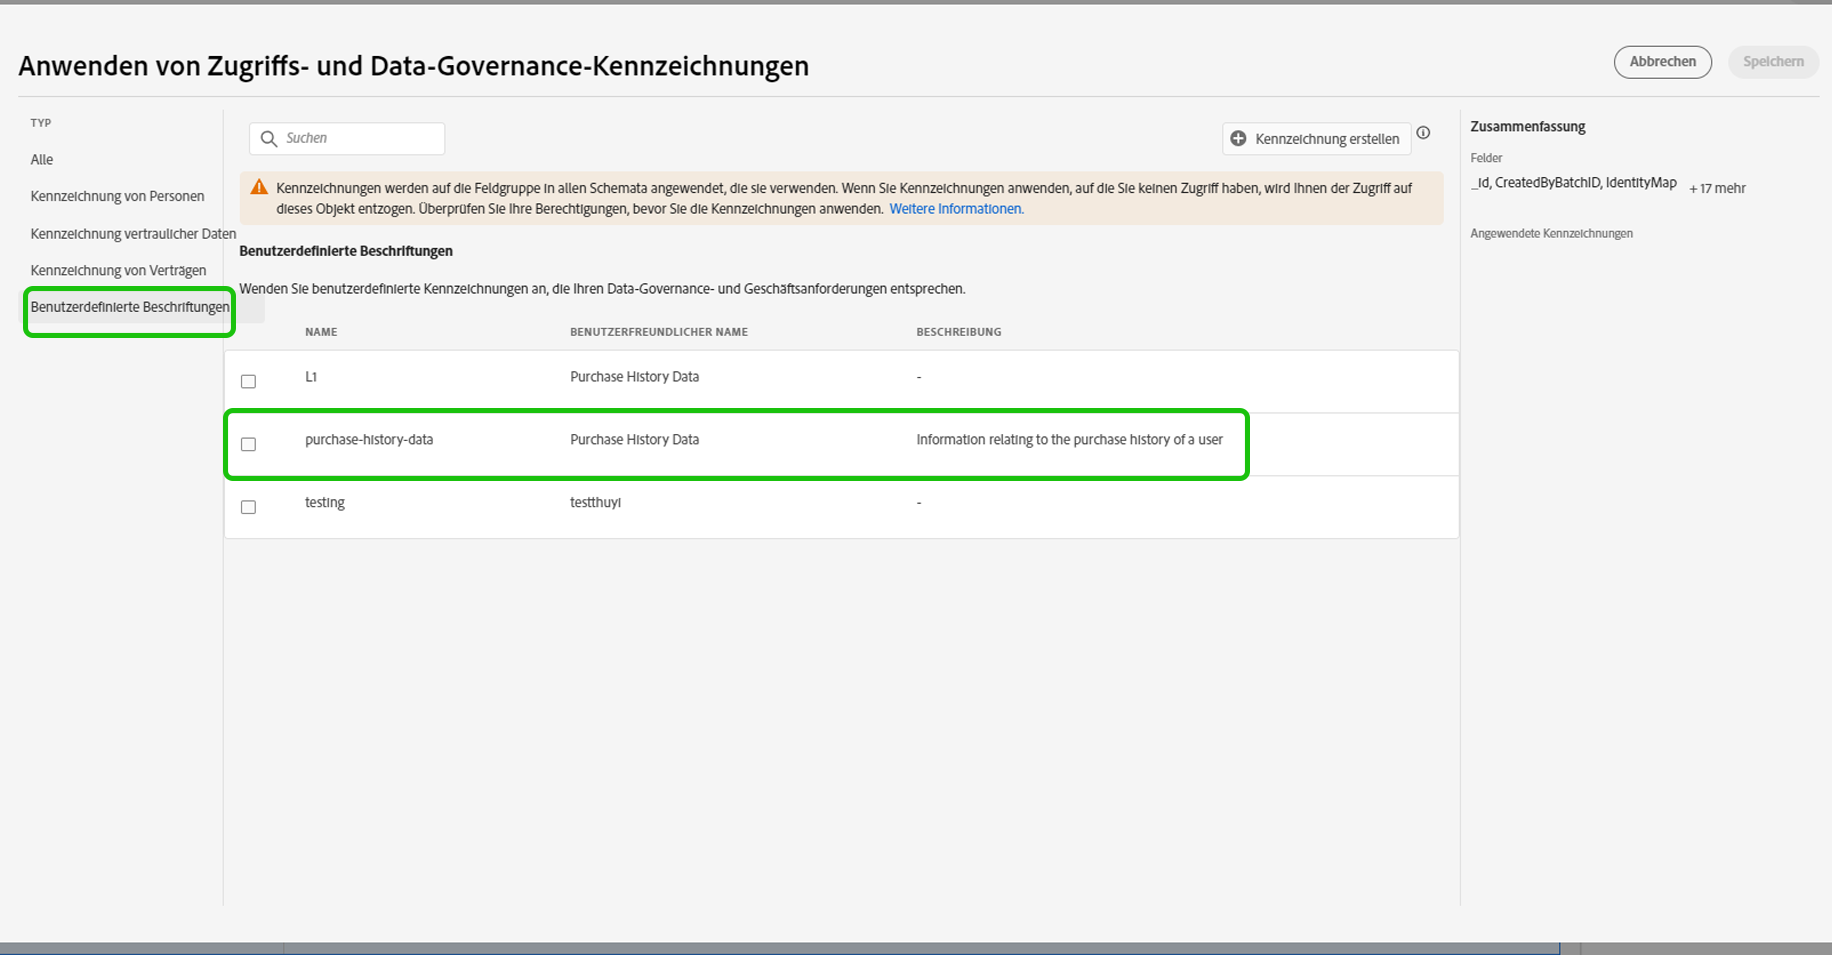 Anwenden von Zugriffs- und Data-Governance-Kennzeichnungen
Abbrechen
Speichern
TYP
Alle
Kennzeichnung von Personen
Kennzeichnung vertraulicher Daten
Kennzeichnung von Verträgen
Benutzerdefinierte Beschriftungen
Suchen
Kennzeichnung erstellen
Kennzeichnungen werden auf die Feldgruppe in allen Schemata angewendet, die sie verwenden. Wenn Sie Kennzeichnungen anwenden, auf die Sie keinen Zugriff haben, wird Ihnen der Zugriff auf
dieses Objekt entzogen. Überprüfen Sie Ihre Berechtigungen, bevor Sie die Kennzeichnungen anwenden. Weitere Informationen.
Benutzerdefinierte Beschriftungen
Wenden Sie benutzerdefinierte Kennzeichnungen an, die Ihren Data-Governance- und Geschäftsanforderungen entsprechen.
NAME BENUTZERFREUNDLICHER NAME BESCHREIBUNG
L1 Purchase History Data -
purchase-history-data Purchase History Data Information relating to the purchase history of a user
testing testthuyi -
Zusammenfassung
Felder
_id, CreatedByBatchID, IdentityMap + 17 mehr
Angewendete Kennzeichnungen